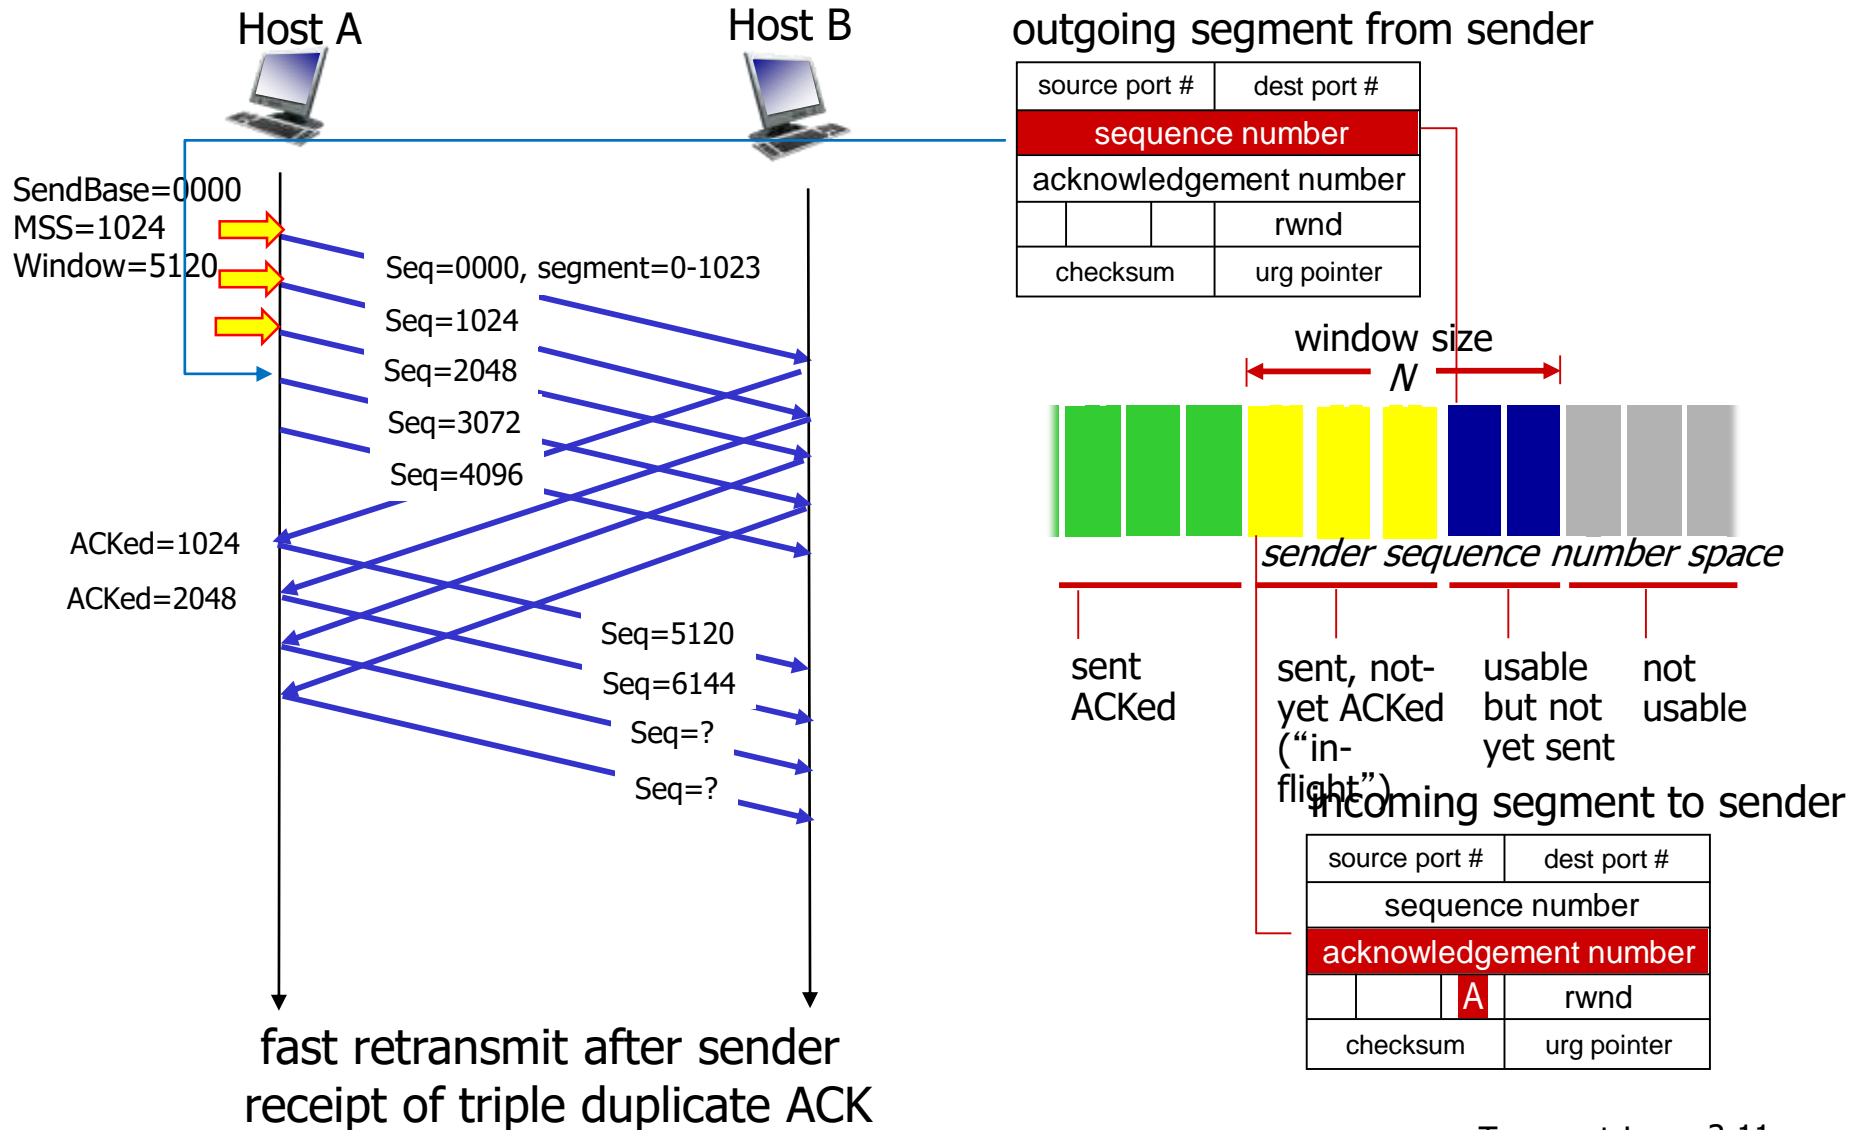 Host A
Host B
SendBase=0000
MSS=1024
Window=5120
Seq=0000, segment=0-1023
Seq=1024
Seq=2048
Seq=3072
Seq=4096
ACKed=1024
ACKed=2048
Seq=5120
Seq=6144
Seq=?
Seq=?
fast retransmit after sender
receipt of triple duplicate ACK
outgoing segment from sender
source port #
dest port #
sequence number
acknowledgement number
rwnd
checksum
urg pointer
window size
N
sender sequence number space
sent
ACKed
sent, not-
yet ACKed
(“in-
flight”)
usable
but not
yet sent
not
usable
incoming segment to sender
source port #
dest port #
sequence number
acknowledgement number
A
rwnd
checksum
urg pointer